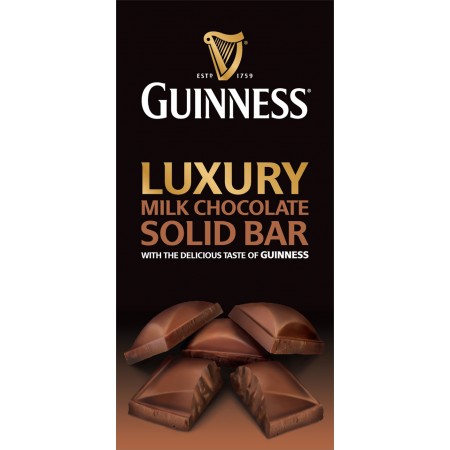 ESTD 1759
GUINNESS®
LUXURY
MILK CHOCOLATE
SOLID BAR
WITH THE DELICIOUS TASTE OF GUINNESS